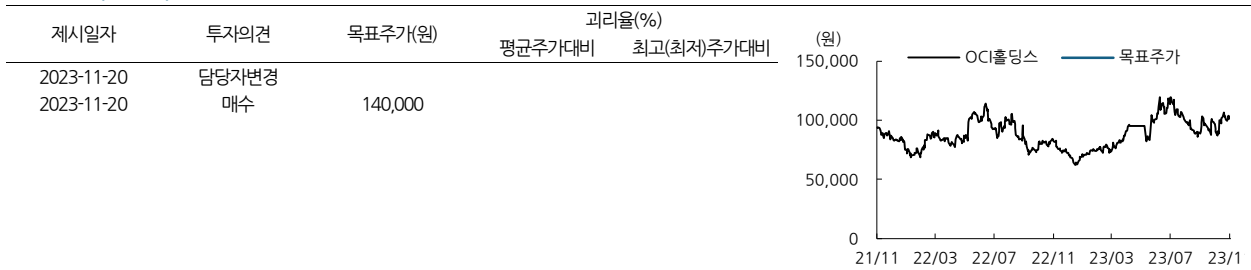 제시일자 투자의견 목표주가(원) 괴리율(%)
평균주가대비 최고(최저)주가대비
2023-11-20 담당자변경
2023-11-20 매수 140,000
(원)
OCI홀딩스 목표주가
150,000
100,000
50,000
0
21/11 22/03 22/07 22/11 23/03 23/07 23/1